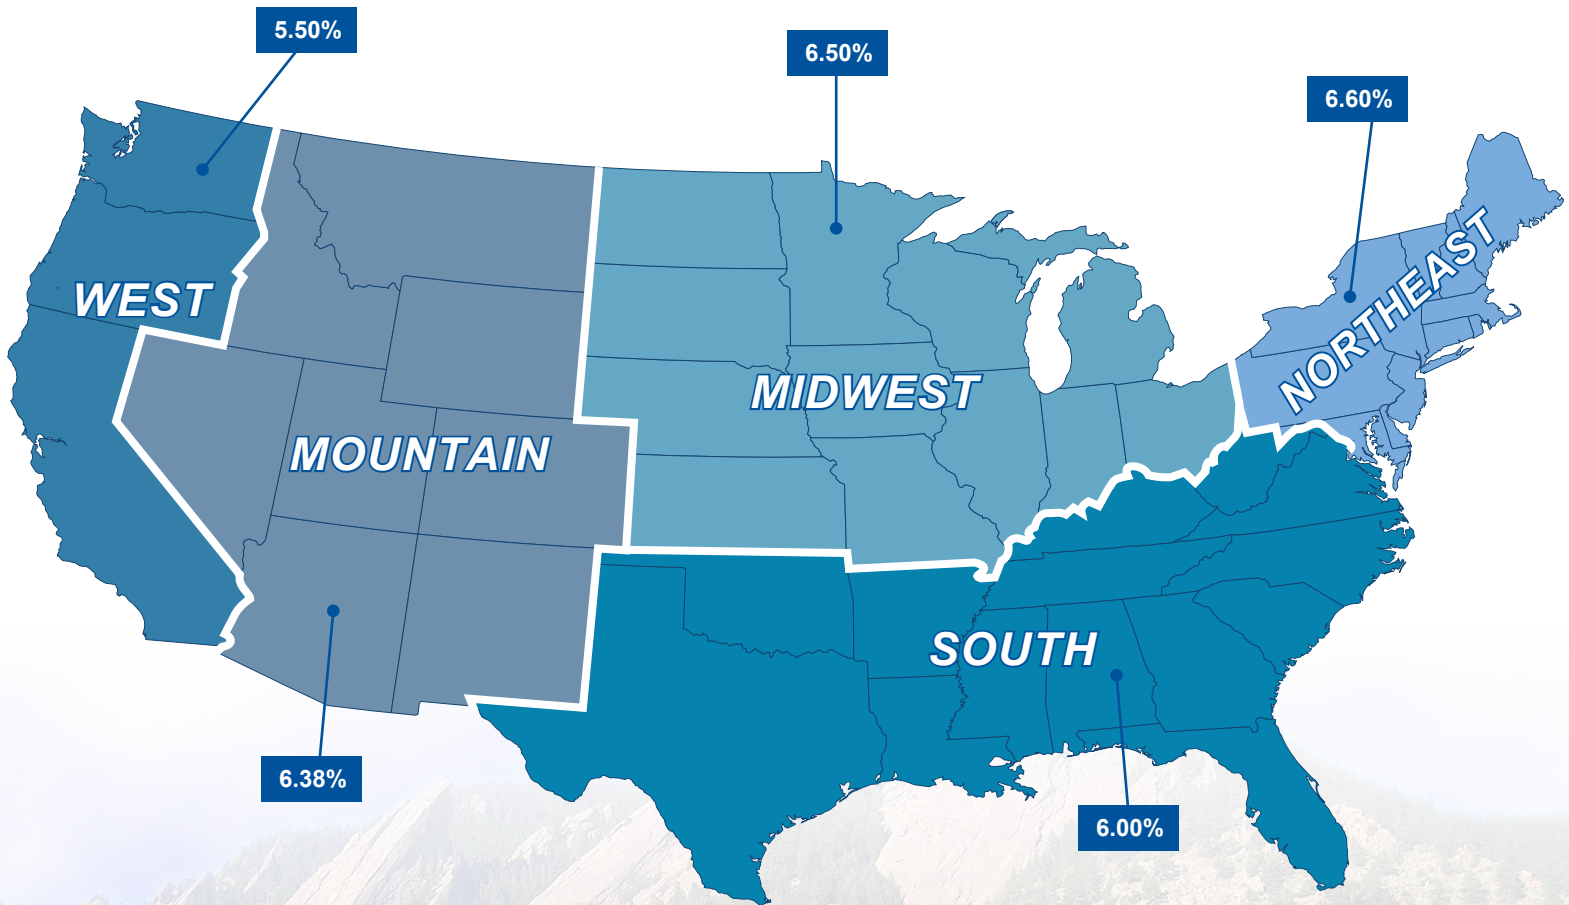 5.50%
6.50%
6.60%
WEST
MIDWEST
NORTHEAST
MOUNTAIN
SOUTH
6.38%
6.00%